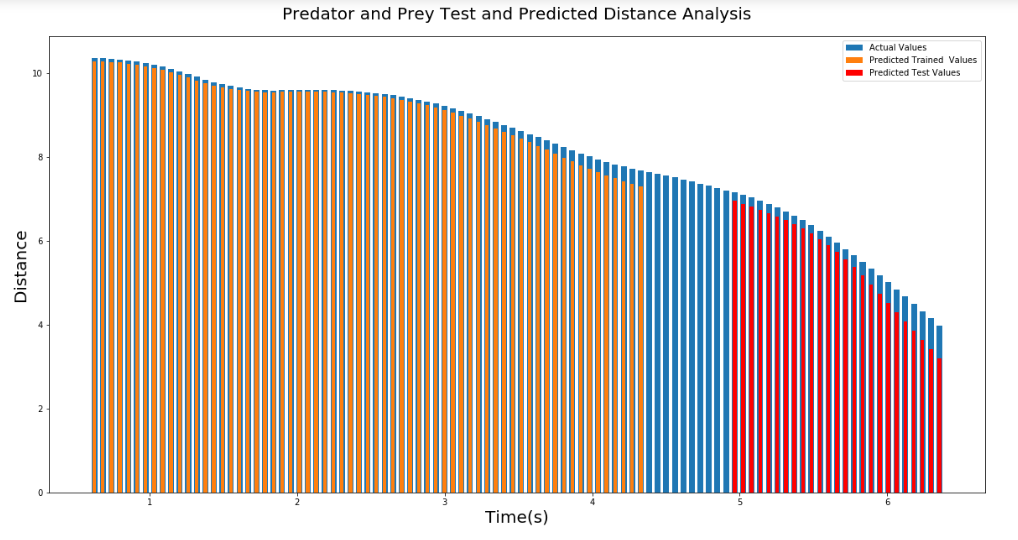 Predator and Prey Test and Predicted Distance Analysis
Actual Values
Predicted Trained  Values
Predicted Test Values
Distance
10
8
6
4
2
0
1 2 3 4 5 6
Time(s)